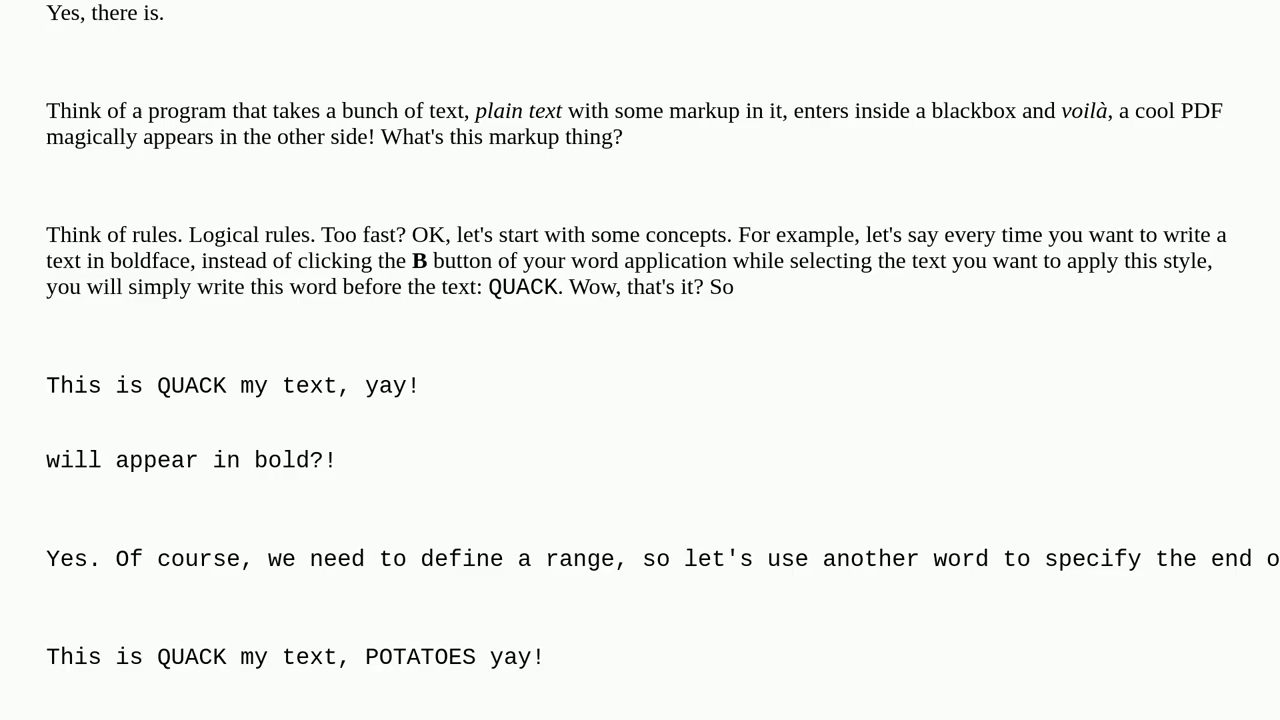 Yes, there is.
Think of a program that takes a bunch of text, plain text with some markup in it, enters inside a blackbox and voilà, a cool PDF
magically appears in the other side! What's this markup thing?
Think of rules. Logical rules. Too fast? OK, let's start with some concepts. For example, let's say every time you want to write a
text in boldface, instead of clicking the B button of your word application while selecting the text you want to apply this style,
you will simply write this word before the text: QUACK. Wow, that's it? So
This is QUACK my text, yay!
will appear in bold?!
Yes. Of course, we need to define a range, so let's use another word to specify the end o
This is QUACK my text, POTATOES yay!